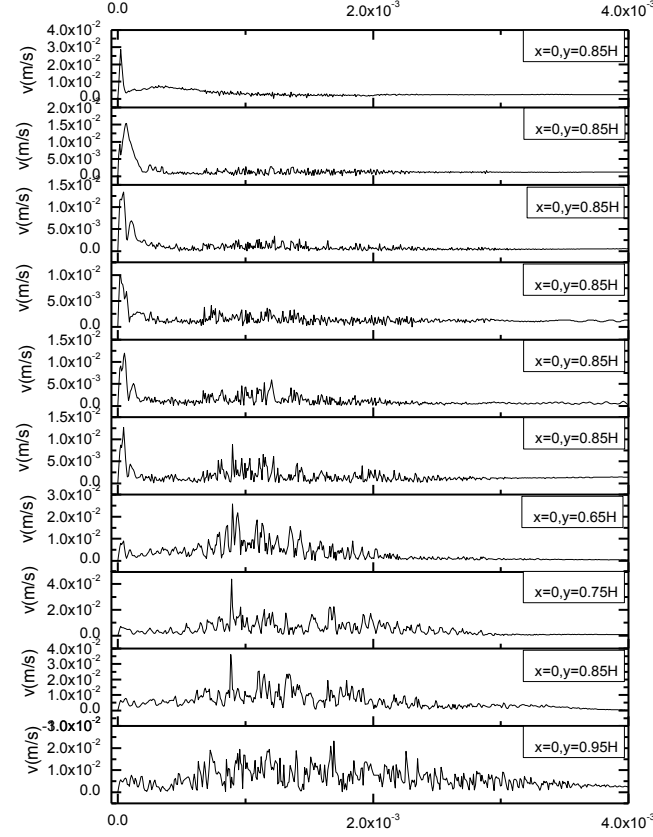 0.0 2.0x10⁻³ 4.0x10⁻³
4.0x10⁻²
3.0x10⁻²
2.0x10⁻²
1.0x10⁻²
0.0
v(m/s)
x=0,y=0.85H
2.0x10⁻²
1.5x10⁻²
1.0x10⁻²
5.0x10⁻³
0.0
v(m/s)
x=0,y=0.85H
1.5x10⁻²
1.0x10⁻²
5.0x10⁻³
0.0
v(m/s)
x=0,y=0.85H
1.0x10⁻²
5.0x10⁻³
0.0
v(m/s)
x=0,y=0.85H
1.5x10⁻²
1.0x10⁻²
5.0x10⁻³
0.0
v(m/s)
x=0,y=0.85H
1.5x10⁻²
1.0x10⁻²
5.0x10⁻³
0.0
v(m/s)
x=0,y=0.85H
3.0x10⁻²
2.0x10⁻²
1.0x10⁻²
0.0
v(m/s)
x=0,y=0.65H
4.0x10⁻²
2.0x10⁻²
0.0
v(m/s)
x=0,y=0.75H
4.0x10⁻²
3.0x10⁻²
2.0x10⁻²
1.0x10⁻²
0.0
v(m/s)
x=0,y=0.85H
3.0x10⁻²
2.0x10⁻²
1.0x10⁻²
0.0
v(m/s)
x=0,y=0.95H
0.0 2.0x10⁻³ 4.0x10⁻³